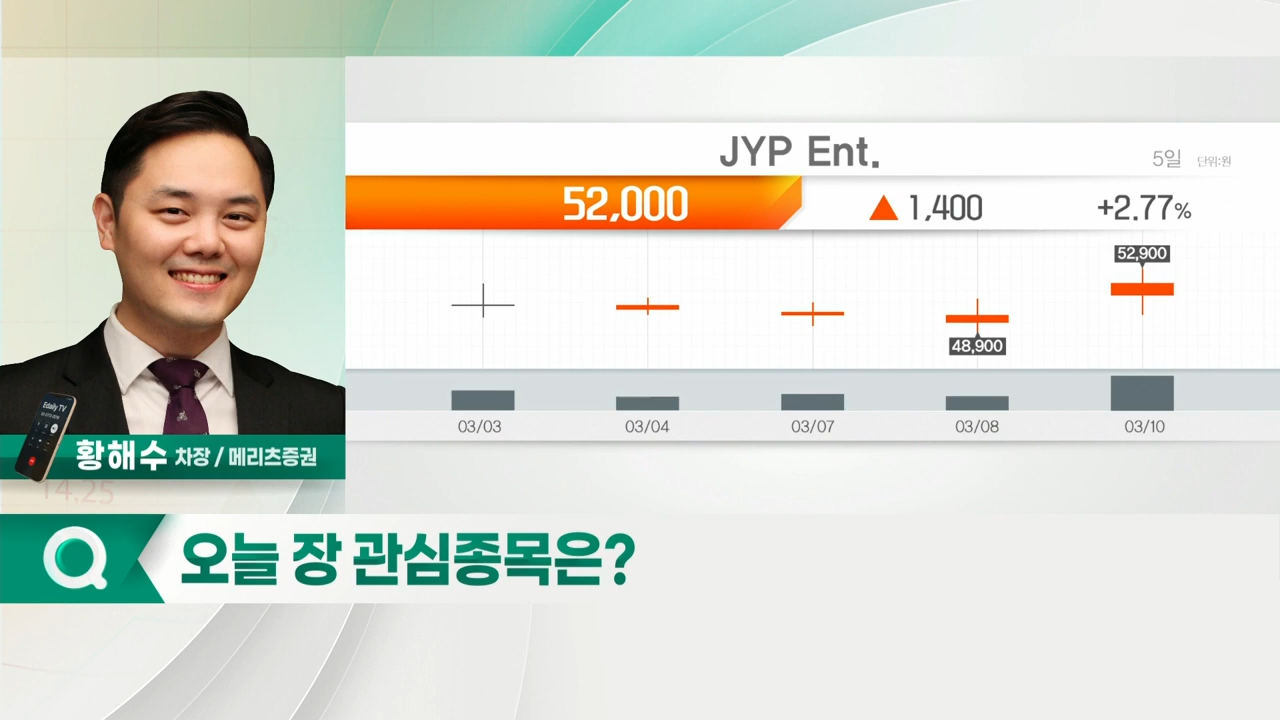 JYP Ent.
5일 단위:원
52,000 ▲ 1,400 +2.77%
52,900
48,900
03/03 03/04 03/07 03/08 03/10
Edaily TV
황해수 차장 / 메리츠증권
14.25
Q 오늘 장 관심종목은?